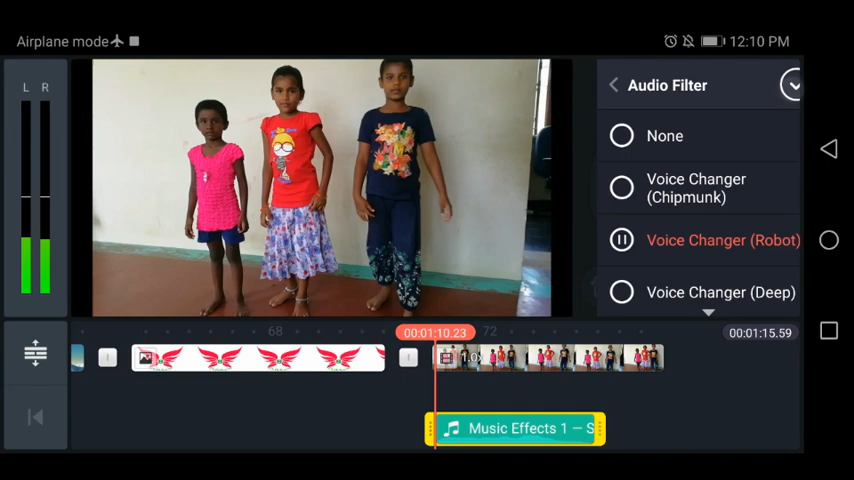 Airplane mode
12:10 PM
L R
Audio Filter
None
Voice Changer
(Chipmunk)
Voice Changer (Robot)
Voice Changer (Deep)
68
00:01:10.23
72
00:01:15.59
1.0x
Music Effects 1 — S